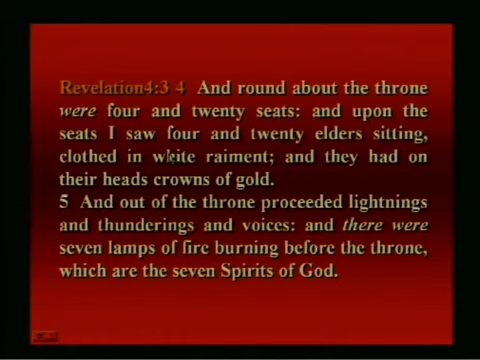 Revelation4:3 4 And round about the throne
were four and twenty seats: and upon the
seats I saw four and twenty elders sitting,
clothed in white raiment; and they had on
their heads crowns of gold.
5 And out of the throne proceeded lightnings
and thunderings and voices: and there were
seven lamps of fire burning before the throne,
which are the seven Spirits of God.